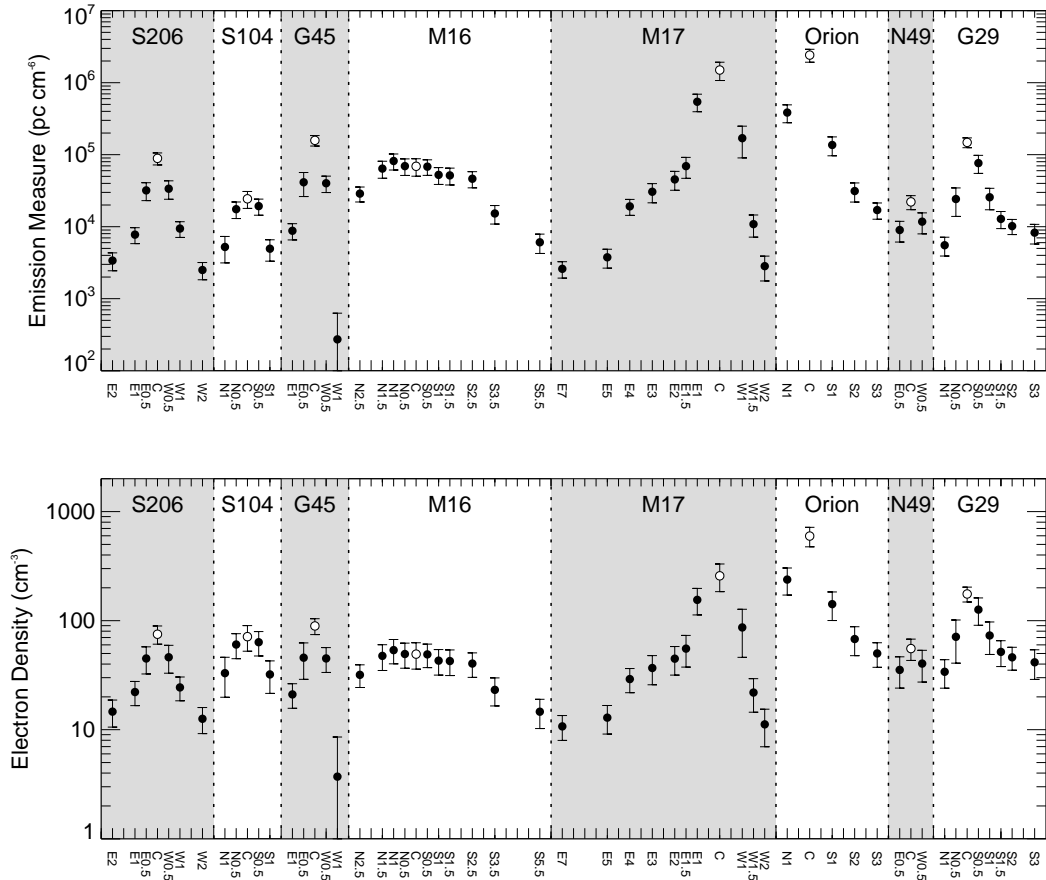 S206 S104 G45 M16 M17 Orion N49 G29
Emission Measure (pc cm-6)
10^7
10^6
10^5
10^4
10^3
10^2
E2 E1 E0.5 C W0.5 W1 W2 N1 N0.5 C S0.5 S1 E1 E0.5 C W0.5 W1 N2.5 N1.5 N1 N0.5 C S0.5 S1 S1.5 S2.5 S3.5 S5.5 E7 E5 E4 E3 E2 E1.5 E1 C W1 W1.5 W2 N1 C S1 S2 S3 E0.5 C W0.5 N1 N0.5 C S0.5 S1 S1.5 S2 S3
S206 S104 G45 M16 M17 Orion N49 G29
Electron Density (cm-3)
1000
100
10
1
E2 E1 E0.5 C W0.5 W1 W2 N1 N0.5 C S0.5 S1 E1 E0.5 C W0.5 W1 N2.5 N1.5 N1 N0.5 C S0.5 S1 S1.5 S2.5 S3.5 S5.5 E7 E5 E4 E3 E2 E1.5 E1 C W1 W1.5 W2 N1 C S1 S2 S3 E0.5 C W0.5 N1 N0.5 C S0.5 S1 S1.5 S2 S3